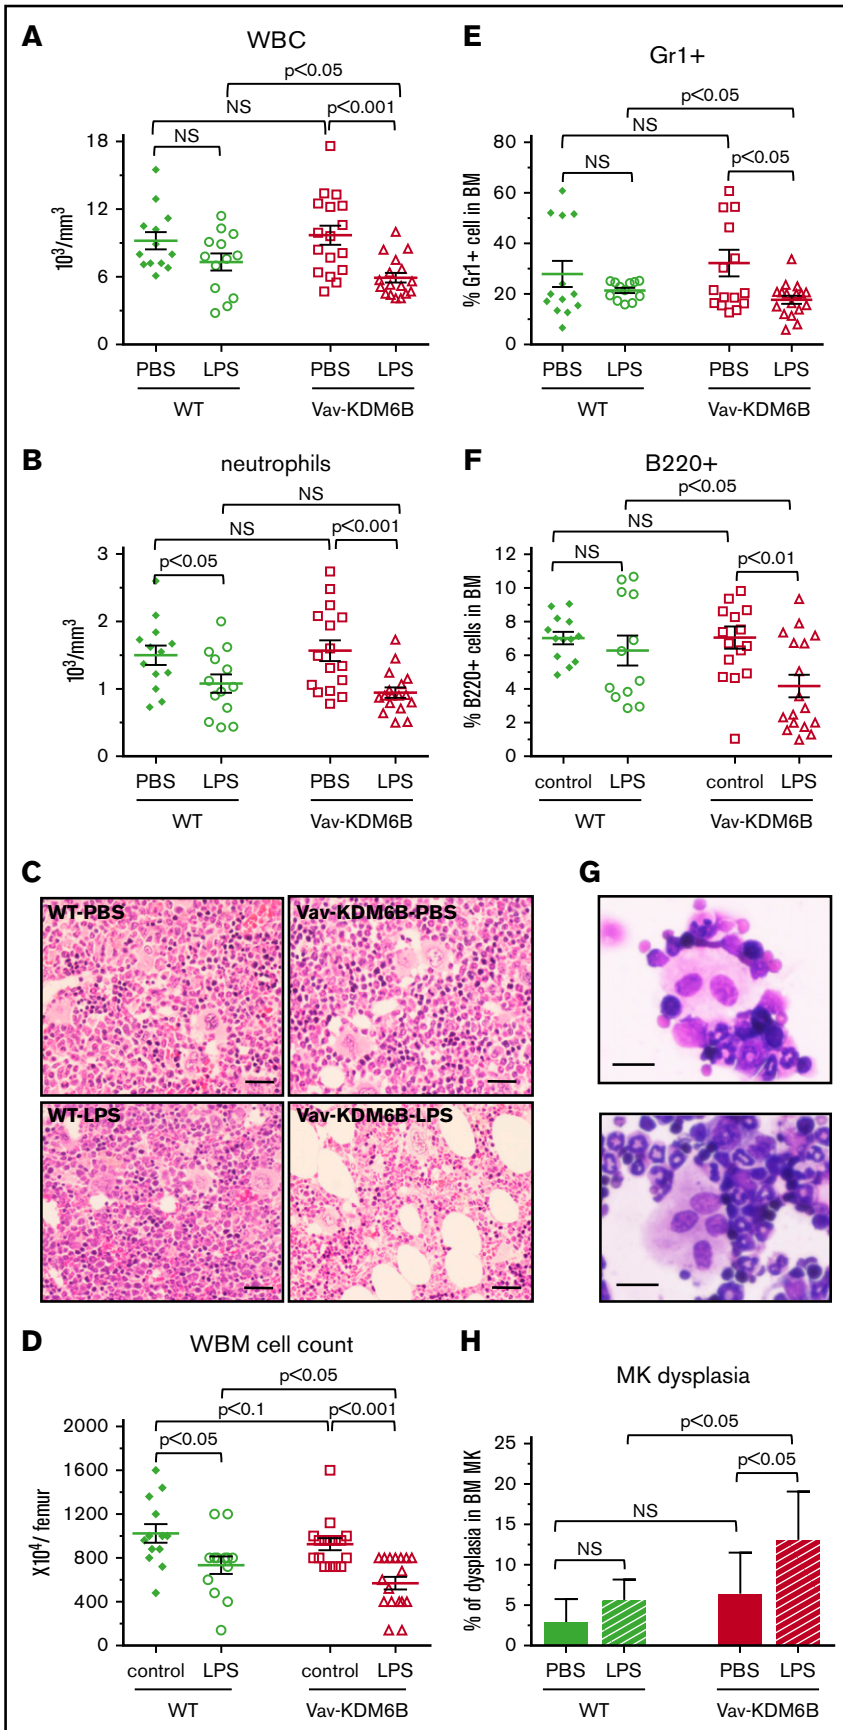 A
WBC
p<0.05
NS
p<0.001
NS
18
12
6
0
10³/mm³
PBS
LPS
PBS
LPS
WT
Vav-KDM6B
E
Gr1+
p<0.05
NS
p<0.05
NS
80
60
40
20
0
% Gr1+ cell in BM
PBS
LPS
PBS
LPS
WT
Vav-KDM6B
B
neutrophils
NS
NS
p<0.001
p<0.05
3
2
1
0
10³/mm³
PBS
LPS
PBS
LPS
WT
Vav-KDM6B
F
B220+
p<0.05
NS
p<0.01
NS
12
10
8
6
4
2
0
% B220+ cells in BM
control
LPS
control
LPS
WT
Vav-KDM6B
C
WT-PBS
Vav-KDM6B-PBS
WT-LPS
Vav-KDM6B-LPS
G
D
WBM cell count
p<0.05
p<0.1
p<0.001
p<0.05
2000
1600
1200
800
400
0
X10⁴/ femur
control
LPS
control
LPS
WT
Vav-KDM6B
H
MK dysplasia
p<0.05
p<0.05
NS
NS
25
20
15
10
5
0
% of dysplasia in BM MK
PBS
LPS
PBS
LPS
WT
Vav-KDM6B